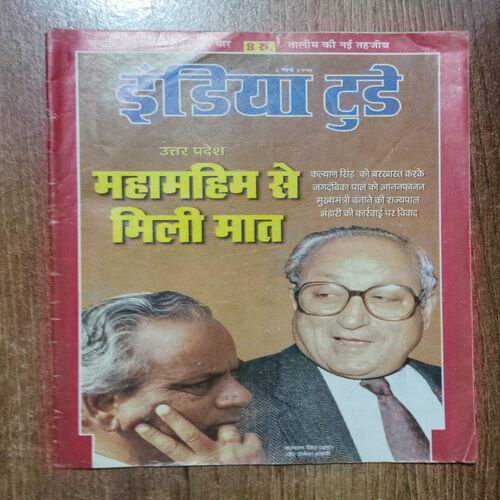 चार
8 रु.
तालीम की नई तहजीब
इंडिया टुडे
उत्तर प्रदेश
महामहिम से
मिली मात
कल्याण सिंह को बरखास्त करके
जगदंबिका पाल को आननफानन
मुख्यमंत्री बनाने की राज्यपाल
भंडारी की कार्रवाई पर विवाद